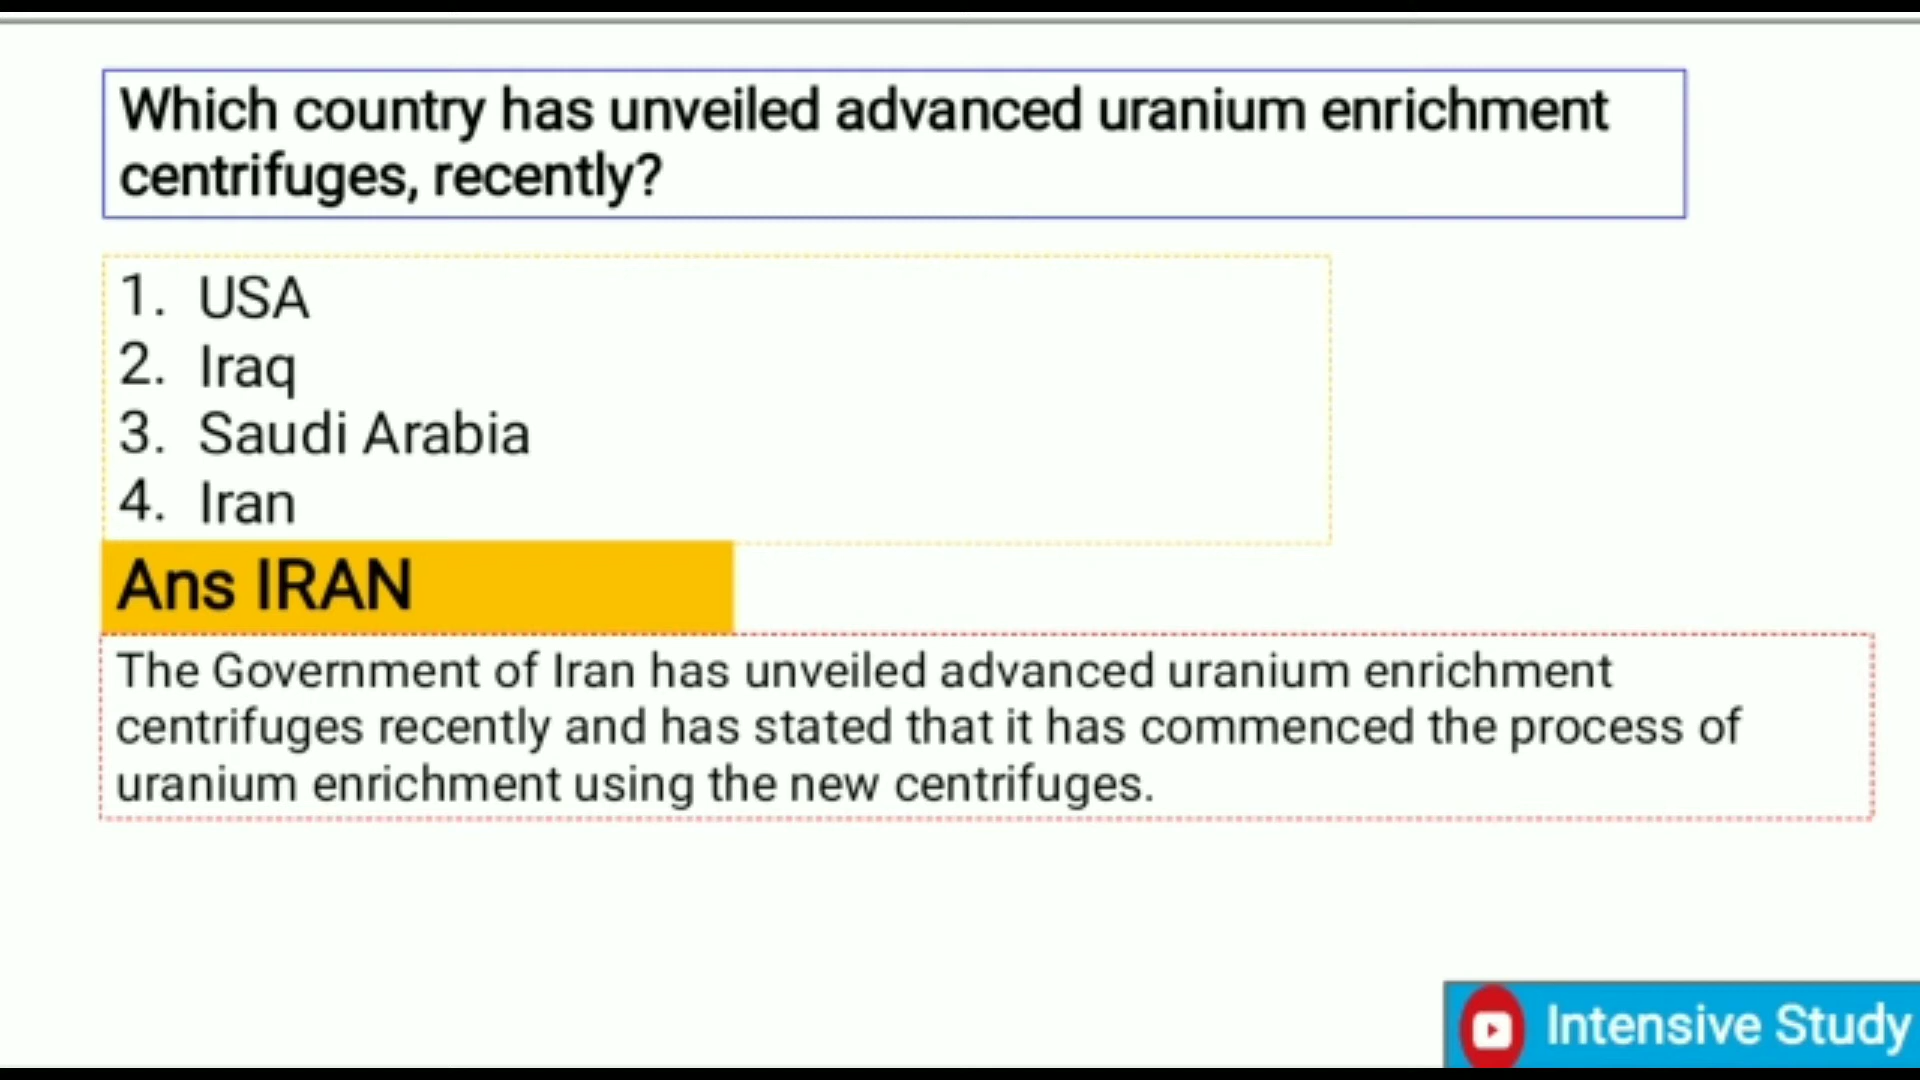 Which country has unveiled advanced uranium enrichment
centrifuges, recently?
1. USA
2. Iraq
3. Saudi Arabia
4. Iran
Ans IRAN
The Government of Iran has unveiled advanced uranium enrichment
centrifuges recently and has stated that it has commenced the process of
uranium enrichment using the new centrifuges.
Intensive Study